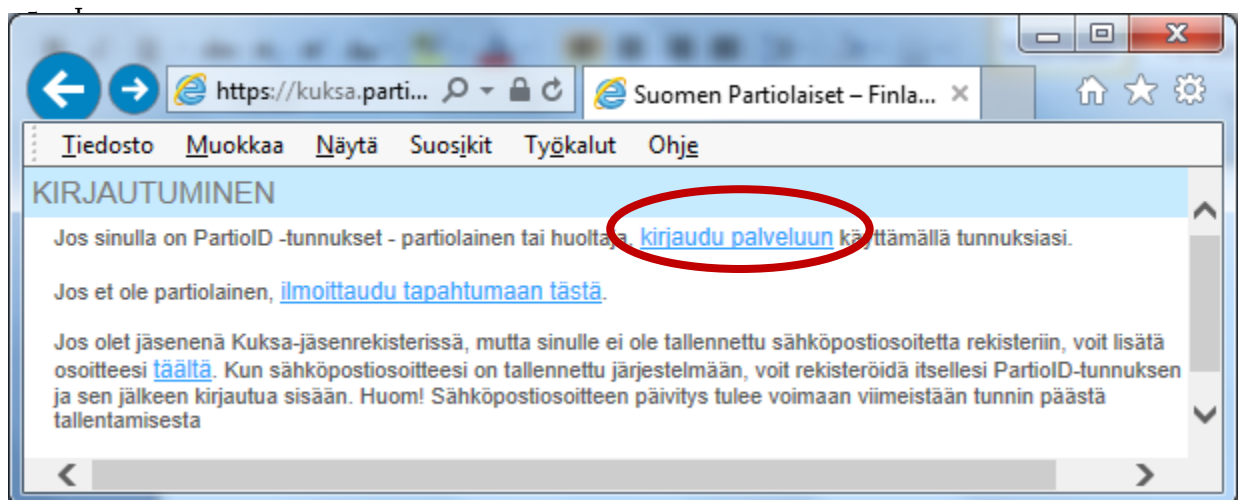 https://kuksa.parti...
Suomen Partiolaiset – Finla...
Tiedosto Muokkaa Näytä Suosikit Työkalut Ohje
KIRJAUTUMINEN
Jos sinulla on PartioID -tunnukset - partiolainen tai huoltaja, kirjaudu palveluun käyttämällä tunnuksiasi.
Jos et ole partiolainen, ilmoittaudu tapahtumaan tästä.
Jos olet jäsenenä Kuksa-jäsenrekisterissä, mutta sinulle ei ole tallennettu sähköpostiosoitetta rekisteriin, voit lisätä
osoitteesi täältä. Kun sähköpostiosoitteesi on tallennettu järjestelmään, voit rekisteröidä itsellesi PartioID-tunnuksen
ja sen jälkeen kirjautua sisään. Huom! Sähköpostiosoitteen päivitys tulee voimaan viimeistään tunnin päästä
tallentamisesta